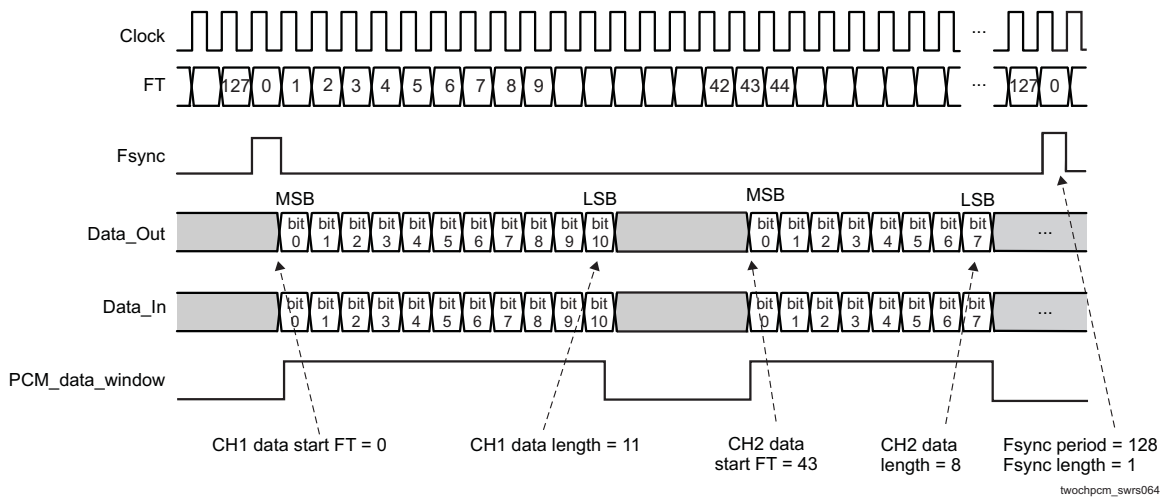 Clock ...
FT 127 0 1 2 3 4 5 6 7 8 9 42 43 44 ... 127 0
Fsync
MSB LSB MSB LSB
Data_Out bit 0 bit 1 bit 2 bit 3 bit 4 bit 5 bit 6 bit 7 bit 8 bit 9 bit 10 bit 0 bit 1 bit 2 bit 3 bit 4 bit 5 bit 6 bit 7 ...
Data_In bit 0 bit 1 bit 2 bit 3 bit 4 bit 5 bit 6 bit 7 bit 8 bit 9 bit 10 bit 0 bit 1 bit 2 bit 3 bit 4 bit 5 bit 6 bit 7 ...
PCM_data_window
CH1 data start FT = 0
CH1 data length = 11
CH2 data
start FT = 43
CH2 data
length = 8
Fsync period = 128
Fsync length = 1
twochpcm_swrs064